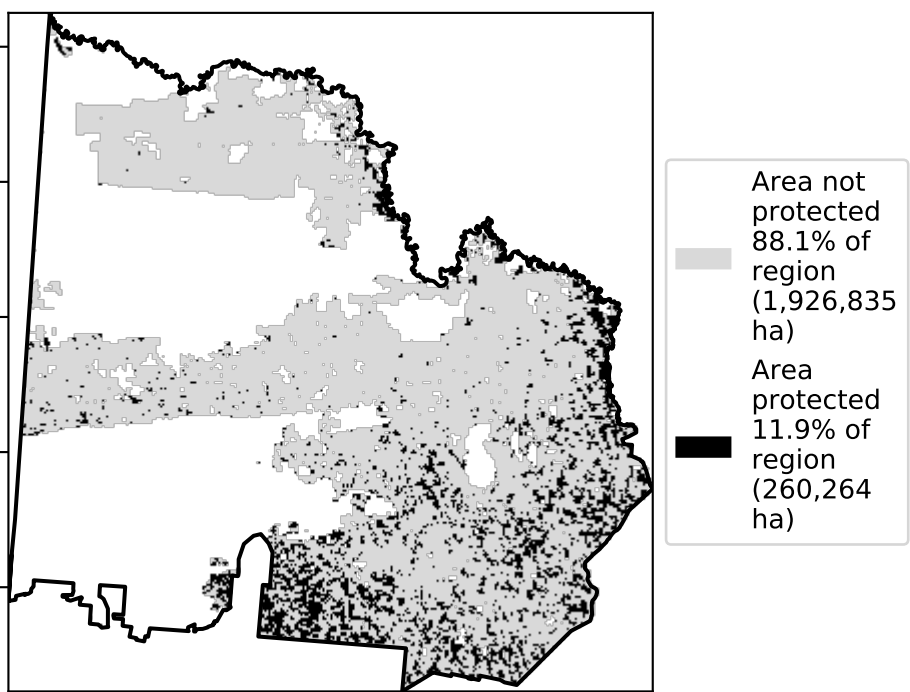 Area not
protected
88.1% of
region
(1,926,835
ha)
Area
protected
11.9% of
region
(260,264
ha)